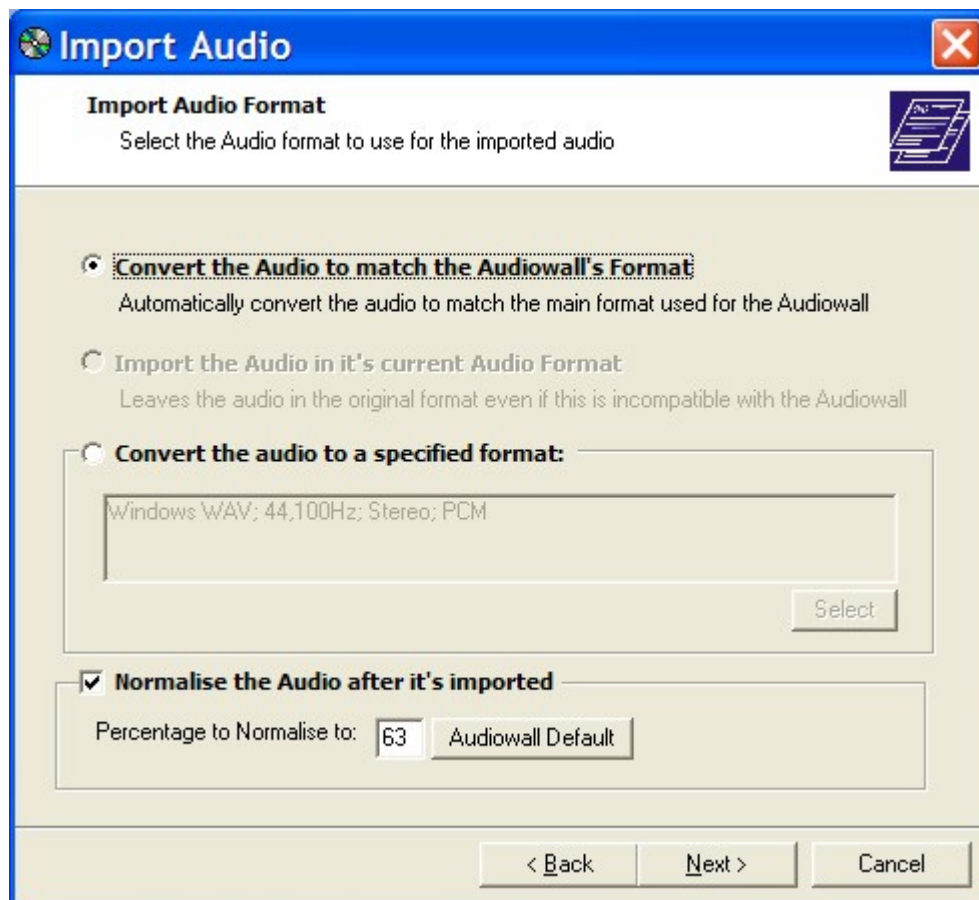 Import Audio
Import Audio Format
Select the Audio format to use for the imported audio
Convert the Audio to match the Audiowall's Format
Automatically convert the audio to match the main format used for the Audiowall
Import the Audio in it's current Audio Format
Leaves the audio in the original format even if this is incompatible with the Audiowall
Convert the audio to a specified format:
Windows WAV; 44,100Hz; Stereo; PCM
Select
Normalise the Audio after it's imported
Percentage to Normalise to: 63 Audiowall Default
< Back Next > Cancel